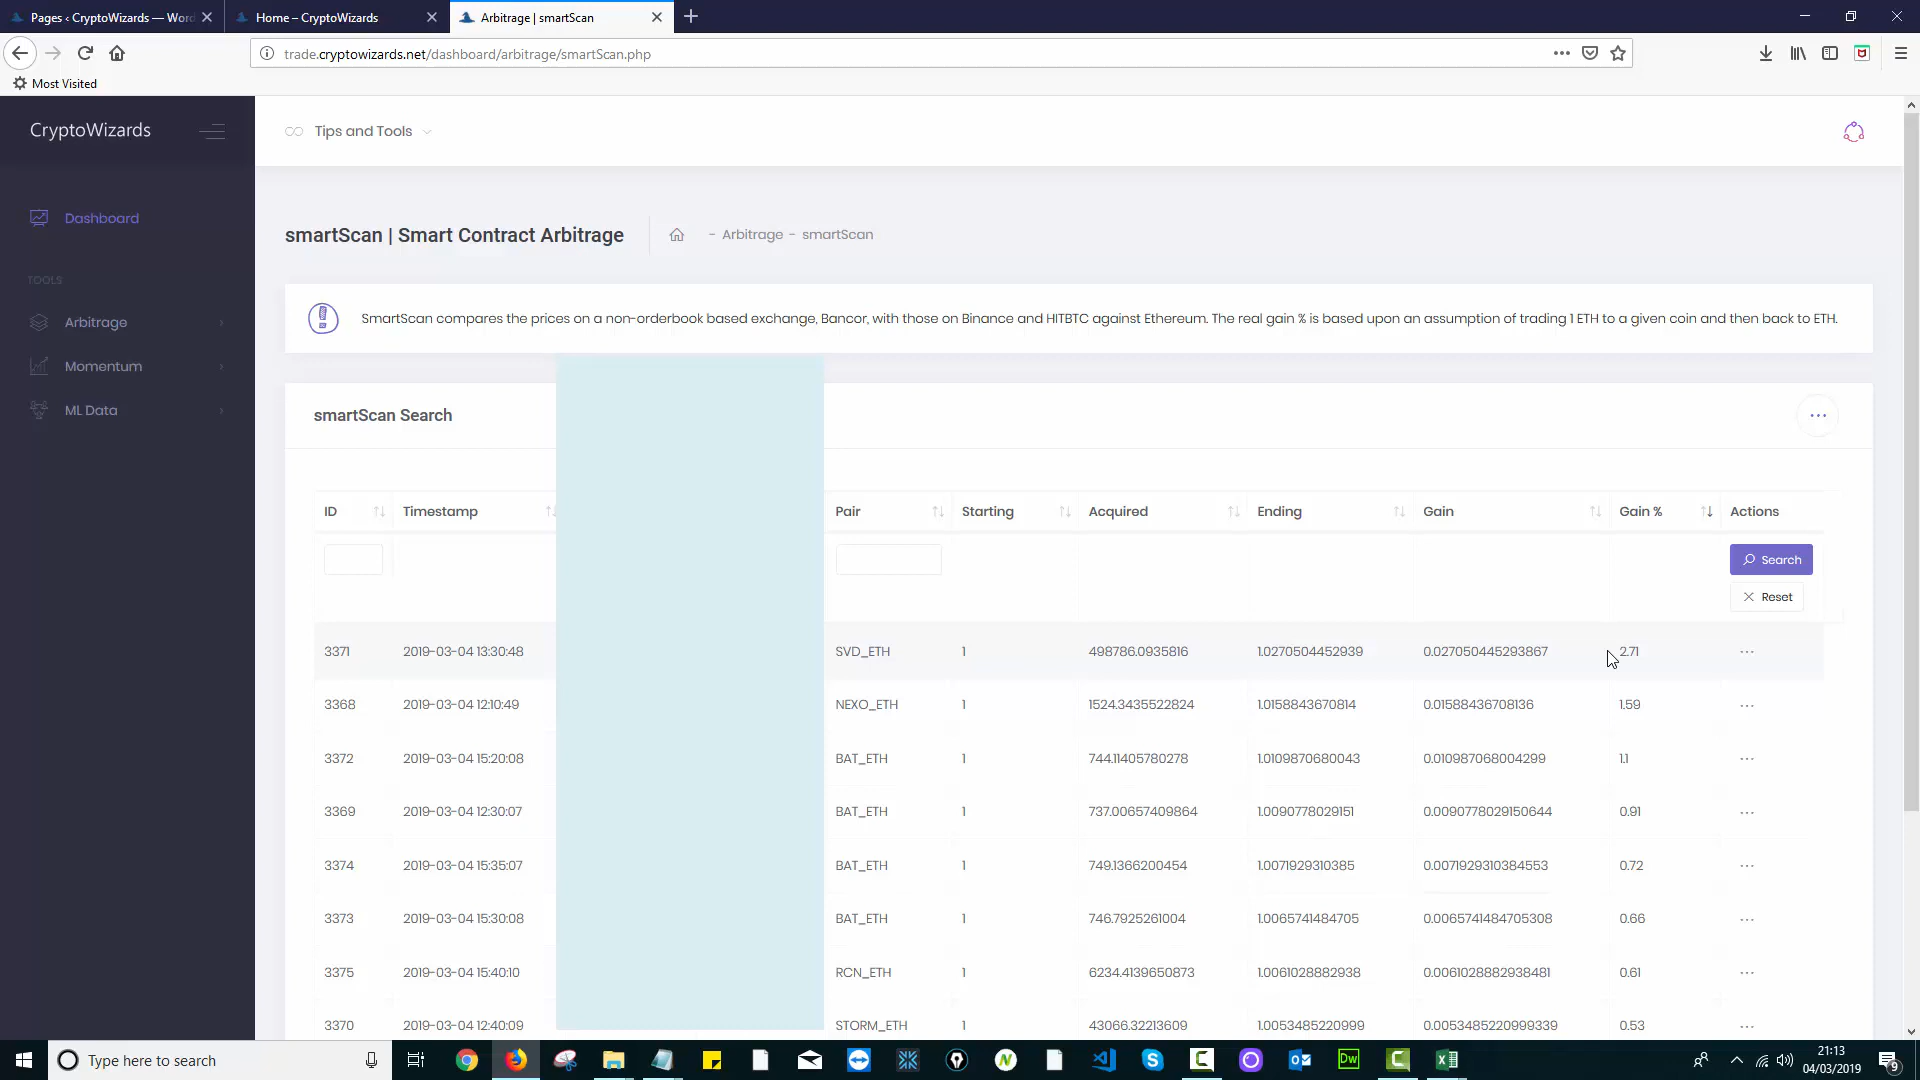 Pages ‹ CryptoWizards — Word
Home – CryptoWizards
Arbitrage | smartScan
trade.cryptowizards.net/dashboard/arbitrage/smartScan.php
Most Visited
CryptoWizards
Tips and Tools
Dashboard
smartScan | Smart Contract Arbitrage
- Arbitrage - smartScan
TOOLS
Arbitrage
SmartScan compares the prices on a non-orderbook based exchange, Bancor, with those on Binance and HITBTC against Ethereum. The real gain % is based upon an assumption of trading 1 ETH to a given coin and then back to ETH.
Momentum
ML Data
smartScan Search
ID Timestamp Pair Starting Acquired Ending Gain Gain % Actions
Search
Reset
3371 2019-03-04 13:30:48 SVD_ETH 1 498786.0935816 1.0270504452939 0.027050445293867 2.71
3368 2019-03-04 12:10:49 NEXO_ETH 1 1524.3435522824 1.0158843670814 0.01588436708136 1.59
3372 2019-03-04 15:20:08 BAT_ETH 1 744.11405780278 1.0109870680043 0.010987068004299 1.1
3369 2019-03-04 12:30:07 BAT_ETH 1 737.00657409864 1.0090778029151 0.0090778029150644 0.91
3374 2019-03-04 15:35:07 BAT_ETH 1 749.1366200454 1.0071929310385 0.0071929310384553 0.72
3373 2019-03-04 15:30:08 BAT_ETH 1 746.7925261004 1.0065741484705 0.0065741484705308 0.66
3375 2019-03-04 15:40:10 RCN_ETH 1 6234.4139650873 1.0061028882938 0.0061028882938481 0.61
3370 2019-03-04 12:40:09 STORM_ETH 1 43066.32213609 1.0053485220999 0.0053485220999339 0.53
Type here to search
Dw
21:13
04/03/2019
9